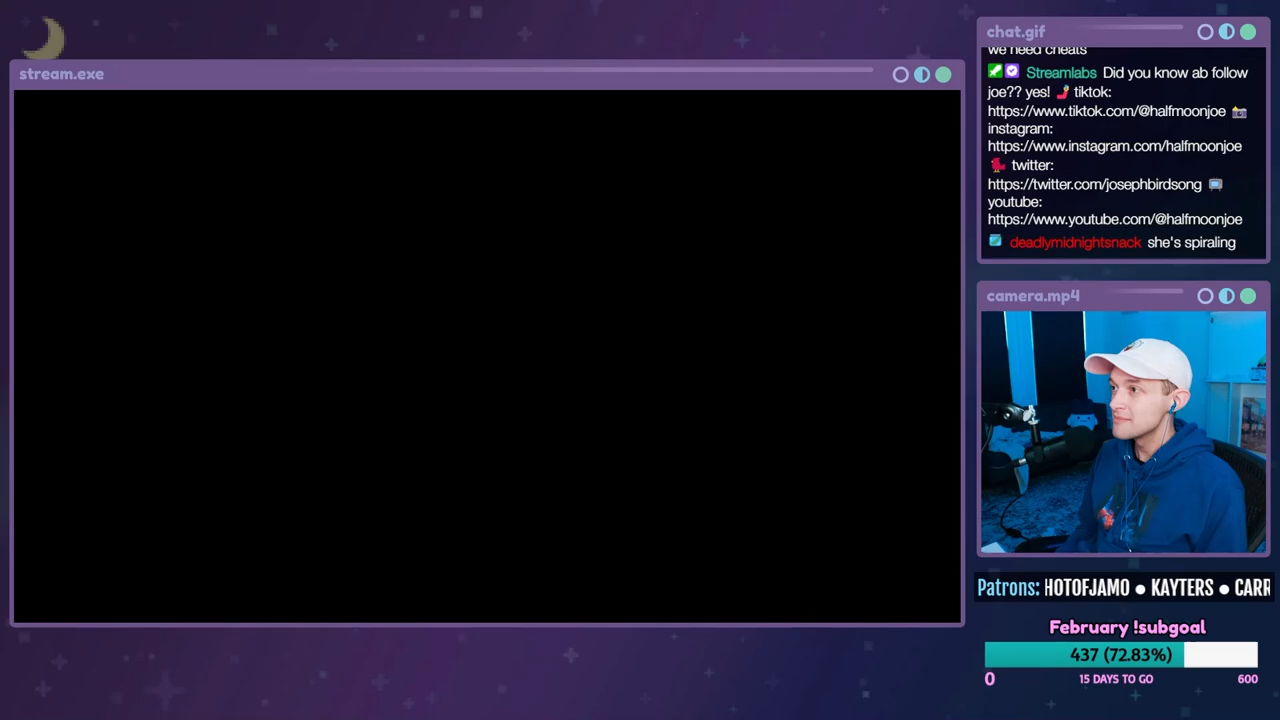 stream.exe
chat.gif
we need cheats
Streamlabs Did you know ab follow
joe?? yes! tiktok:
https://www.tiktok.com/@halfmoonjoe
instagram:
https://www.instagram.com/halfmoonjoe
twitter:
https://twitter.com/josephbirdsong
youtube:
https://www.youtube.com/@halfmoonjoe
deadlymidnightsnack she's spiraling
camera.mp4
Patrons: HOTOFJAMO ● KAYTERS ● CARR
February !subgoal
437 (72.83%)
0 15 DAYS TO GO 600